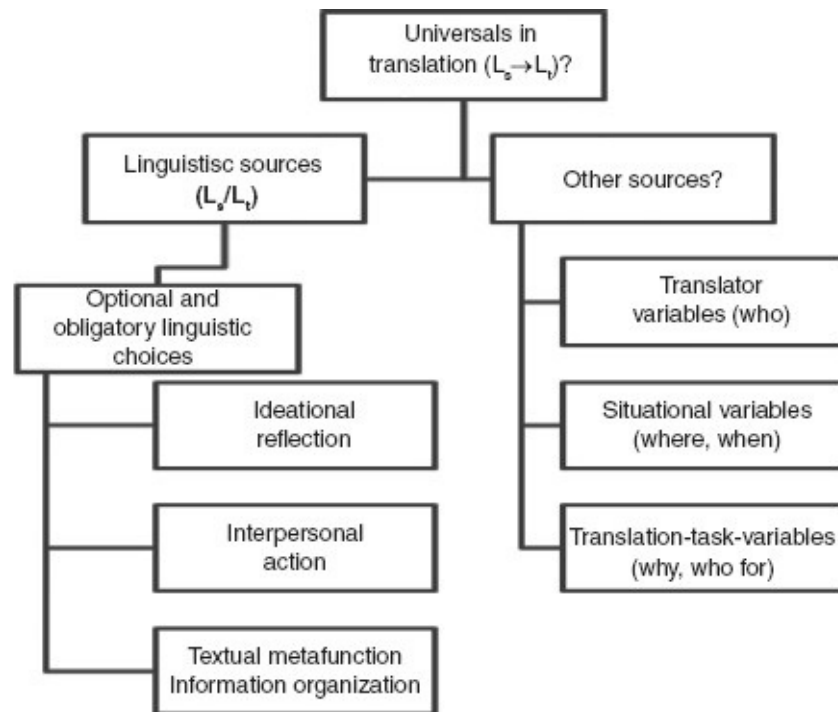 Universals in
translation (Lₛ→Lₜ)?
Linguistisc sources
(Lₛ/Lₜ)
Other sources?
Optional and
obligatory linguistic
choices
Ideational
reflection
Interpersonal
action
Textual metafunction
Information organization
Translator
variables (who)
Situational variables
(where, when)
Translation-task-variables
(why, who for)